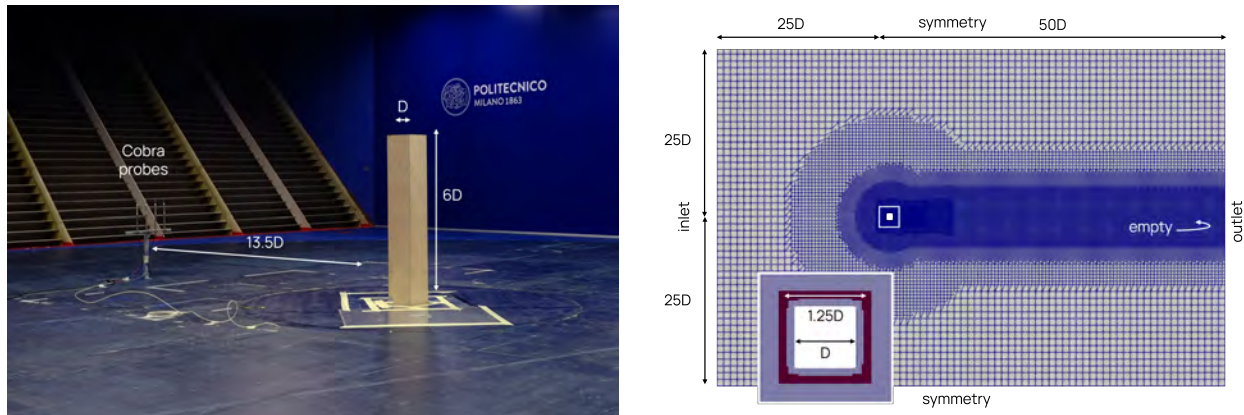 POLITECNICO
MILANO 1863
D
Cobra
probes
6D
13.5D
25D
symmetry
50D
25D
inlet
empty
outlet
25D
1.25D
D
symmetry